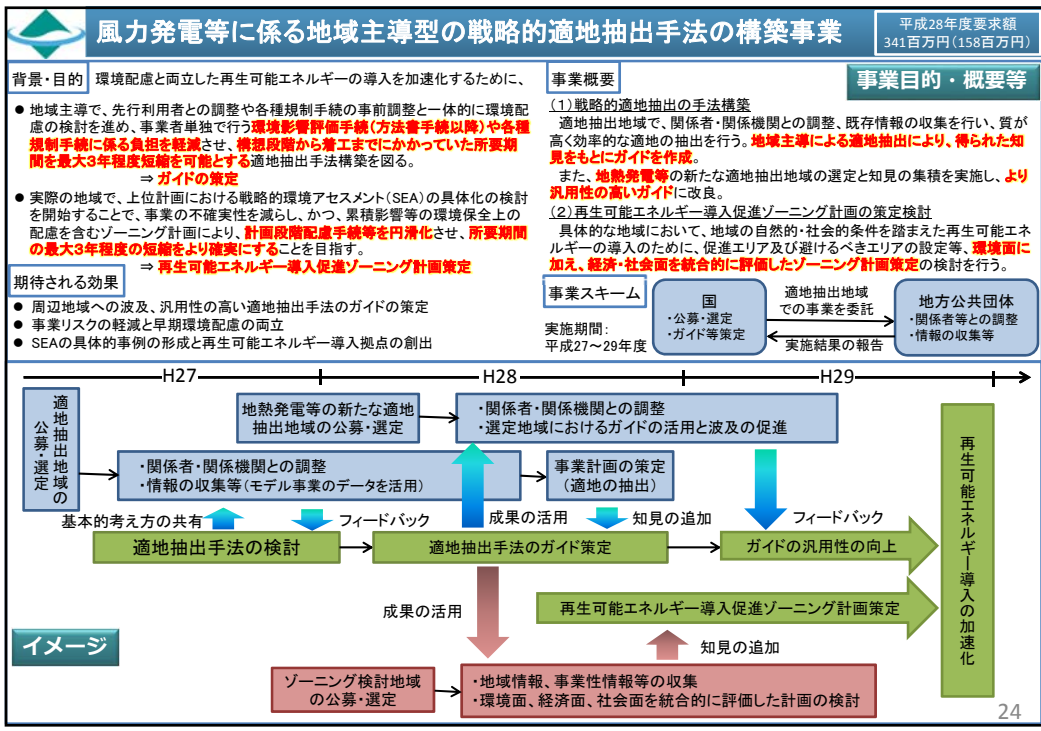 風力発電等に係る地域主導型の戦略的適地抽出手法の構築事業
平成28年度要求額
341百万円(158百万円)
背景・目的
環境配慮と両立した再生可能エネルギーの導入を加速化するために、
● 地域主導で、先行利用者との調整や各種規制手続の事前調整と一体的に環境配
慮の検討を進め、事業者単独で行う環境影響評価手続(方法書手続以降)や各種
規制手続に係る負担を軽減させ、構想段階から着工までにかかっていた所要期
間を最大3年程度短縮を可能とする適地抽出手法構築を図る。
⇒ ガイドの策定
● 実際の地域で、上位計画における戦略的環境アセスメント(SEA)の具体化の検討
を開始することで、事業の不確実性を減らし、かつ、累積影響等の環境保全上の
配慮を含むゾーニング計画により、計画段階配慮手続等を円滑化させ、所要期間
の最大3年程度の短縮をより確実にすることを目指す。
⇒ 再生可能エネルギー導入促進ゾーニング計画策定
期待される効果
● 周辺地域への波及、汎用性の高い適地抽出手法のガイドの策定
● 事業リスクの軽減と早期環境配慮の両立
● SEAの具体的事例の形成と再生可能エネルギー導入拠点の創出
事業概要
事業目的・概要等
(1)戦略的適地抽出の手法構築
適地抽出地域で、関係者・関係機関との調整、既存情報の収集を行い、質が
高く効率的な適地の抽出を行う。地域主導による適地抽出により、得られた知
見をもとにガイドを作成。
また、地熱発電等の新たな適地抽出地域の選定と知見の集積を実施し、より
汎用性の高いガイドに改良。
(2)再生可能エネルギー導入促進ゾーニング計画の策定検討
具体的な地域において、地域の自然的・社会的条件を踏まえた再生可能エネ
ルギーの導入のために、促進エリア及び避けるべきエリアの設定等、環境面に
加え、経済・社会面を統合的に評価したゾーニング計画策定の検討を行う。
事業スキーム
実施期間:
平成27~29年度
国
・公募・選定
・ガイド等策定
適地抽出地域
での事業を委託
実施結果の報告
地方公共団体
・関係者等との調整
・情報の収集等
H27
H28
H29
適地抽出地域の
公募・選定
地熱発電等の新たな適地
抽出地域の公募・選定
・関係者・関係機関との調整
・選定地域におけるガイドの活用と波及の促進
・関係者・関係機関との調整
・情報の収集等(モデル事業のデータを活用)
事業計画の策定
(適地の抽出)
基本的考え方の共有
フィードバック
成果の活用
知見の追加
フィードバック
適地抽出手法の検討
適地抽出手法のガイド策定
ガイドの汎用性の向上
再生可能エネルギー導入の加速化
成果の活用
再生可能エネルギー導入促進ゾーニング計画策定
イメージ
知見の追加
ゾーニング検討地域
の公募・選定
・地域情報、事業性情報等の収集
・環境面、経済面、社会面を統合的に評価した計画の検討
24